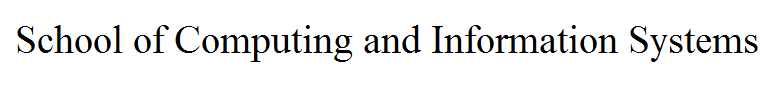 School of Computing and Information Systems